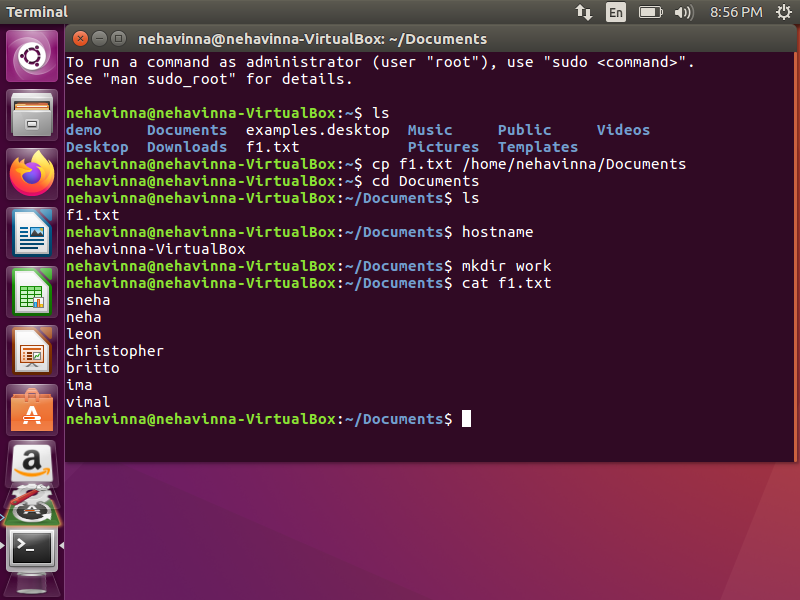 Terminal
En
8:56 PM
nehavinna@nehavinna-VirtualBox: ~/Documents
To run a command as administrator (user "root"), use "sudo <command>".
See "man sudo_root" for details.
nehavinna@nehavinna-VirtualBox:~$ ls
demo Documents examples.desktop Music Public Videos
Desktop Downloads f1.txt Pictures Templates
nehavinna@nehavinna-VirtualBox:~$ cp f1.txt /home/nehavinna/Documents
nehavinna@nehavinna-VirtualBox:~$ cd Documents
nehavinna@nehavinna-VirtualBox:~/Documents$ ls
f1.txt
nehavinna@nehavinna-VirtualBox:~/Documents$ hostname
nehavinna-VirtualBox
nehavinna@nehavinna-VirtualBox:~/Documents$ mkdir work
nehavinna@nehavinna-VirtualBox:~/Documents$ cat f1.txt
sneha
neha
leon
christopher
britto
ima
vimal
nehavinna@nehavinna-VirtualBox:~/Documents$
A
a
>_